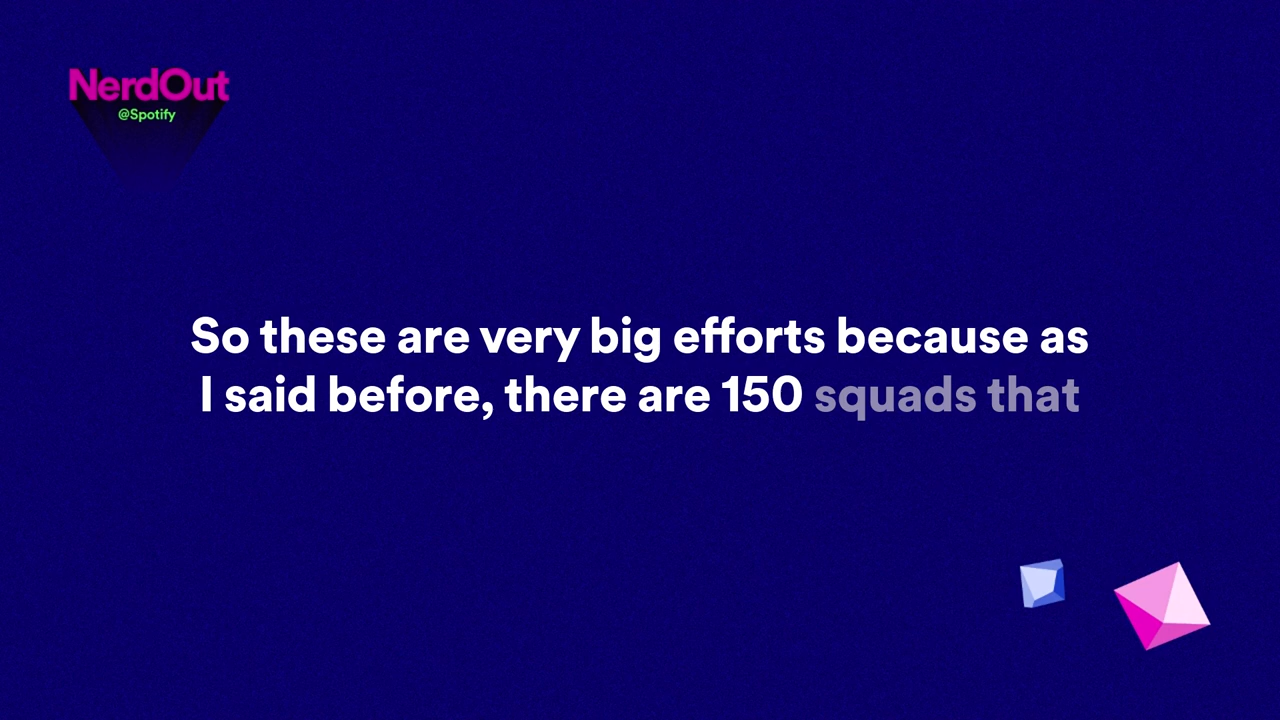 NerdOut
@Spotify
So these are very big efforts because as
I said before, there are 150 squads that